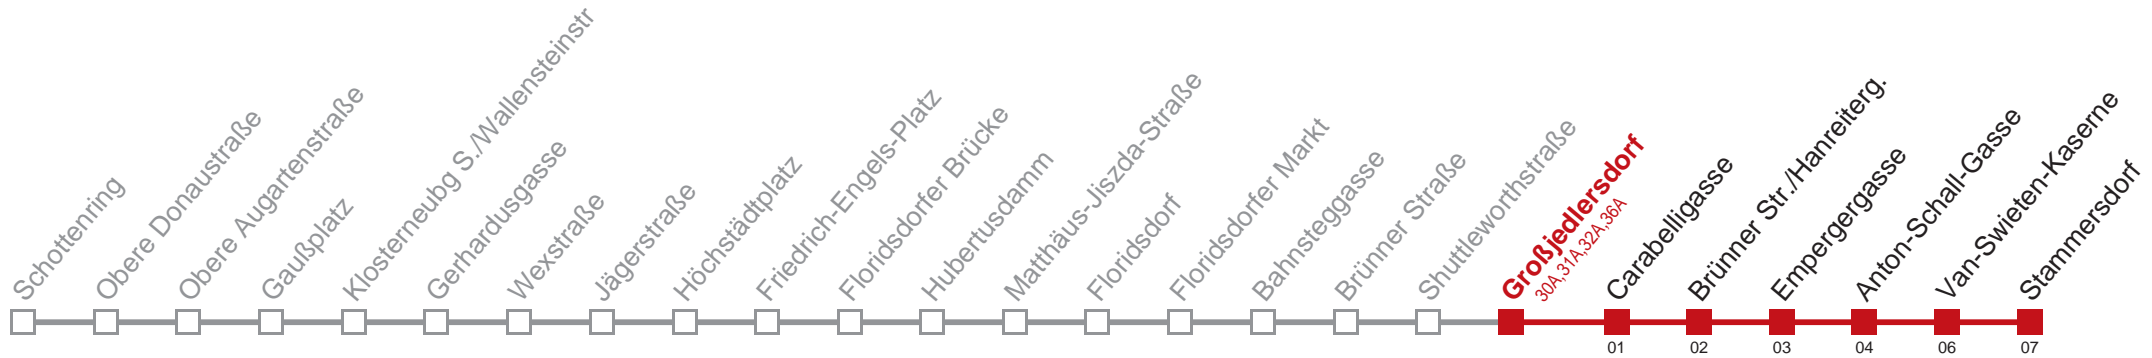 Schottenring
Obere Donaustraße
Obere Augartenstraße
Gaußplatz
Klosterneubg S./Wallensteinstr
Gerhardusgasse
Wexstraße
Jägerstraße
Höchstädtplatz
Friedrich-Engels-Platz
Floridsdorfer Brücke
Hubertusdamm
Matthäus-Jiszda-Straße
Floridsdorf
Floridsdorfer Markt
Bahnsteggasse
Brünner Straße
Shuttleworthstraße
Großjedlersdorf
30A,31A,32A,36A
Carabelligasse
Brünner Str./Hanreiterg.
Empergergasse
Anton-Schall-Gasse
Van-Swieten-Kaserne
Stammersdorf
01 02 03 04 06 07